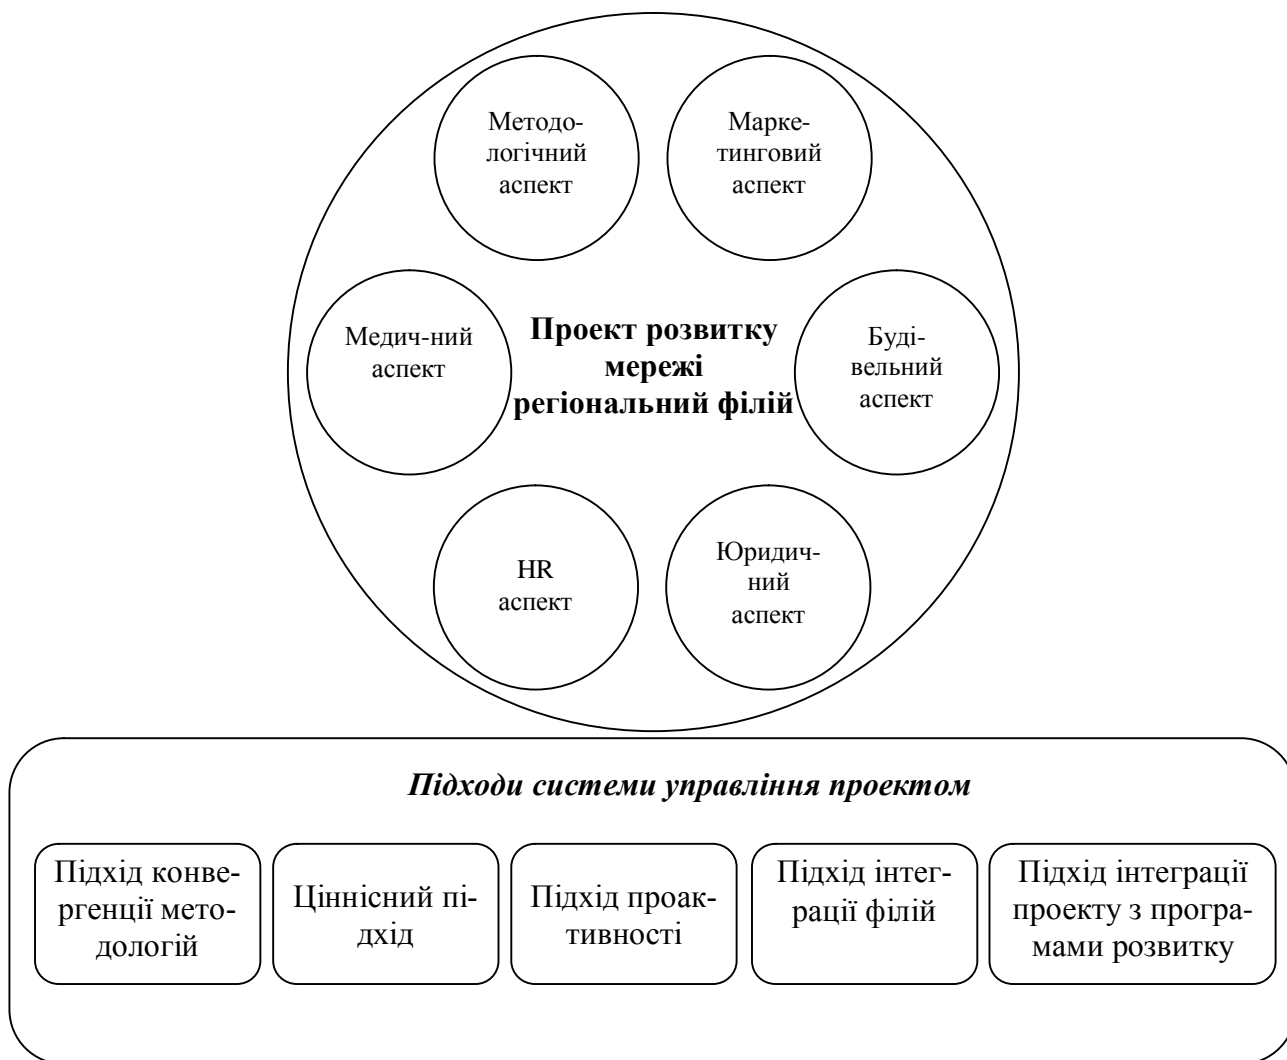 Методо-
логічний
аспект
Марке-
тинговий
аспект
Медич-ний
аспект
Проект розвитку
мережі
регіональний філій
Буді-
вельний
аспект
HR
аспект
Юридич-
ний
аспект
Підходи системи управління проектом
Підхід конве-
ргенції мето-
дологій
Ціннісний пі-
дхід
Підхід проак-
тивності
Підхід інтег-
рації філій
Підхід інтеграції
проекту з програ-
мами розвитку